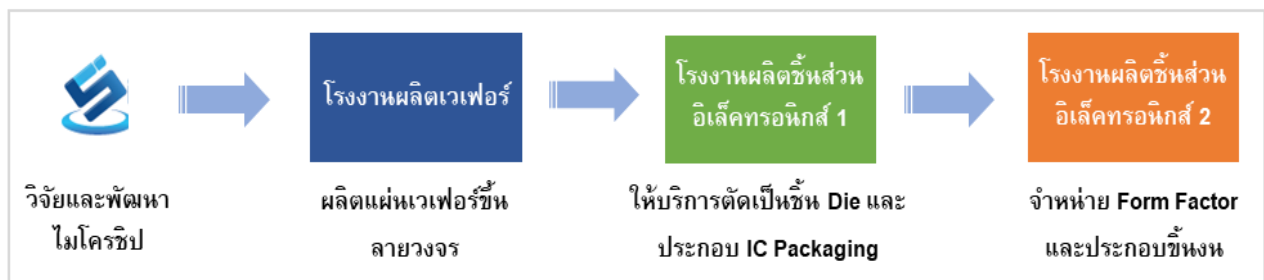 โรงงานผลิตเวเฟอร์
โรงงานผลิตชิ้นส่วน
อิเล็คทรอนิกส์ 1
โรงงานผลิตชิ้นส่วน
อิเล็คทรอนิกส์ 2
วิจัยและพัฒนา
ไมโครชิป
ผลิตแผ่นเวเฟอร์ขึ้น
ลายวงจร
ให้บริการตัดเป็นชิ้น Die และ
ประกอบ IC Packaging
จำหน่าย Form Factor
และประกอบขึ้นงน